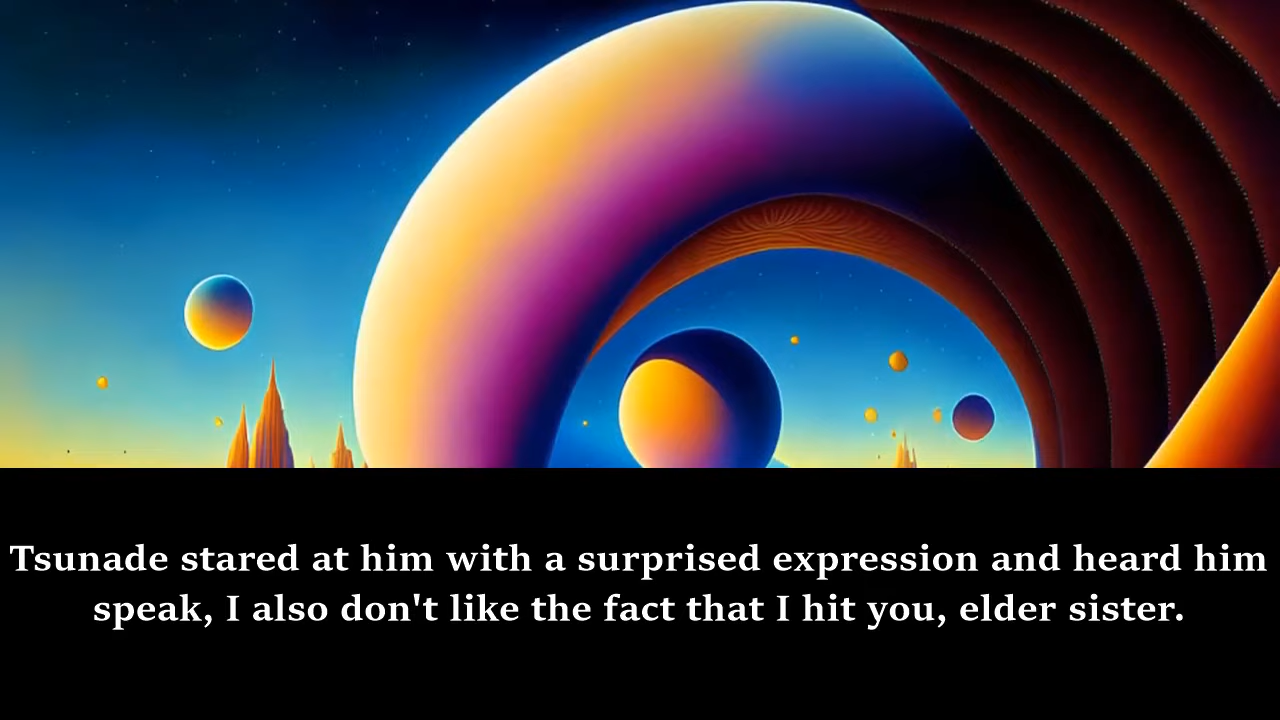 Tsunade stared at him with a surprised expression and heard him
speak, I also don't like the fact that I hit you, elder sister.